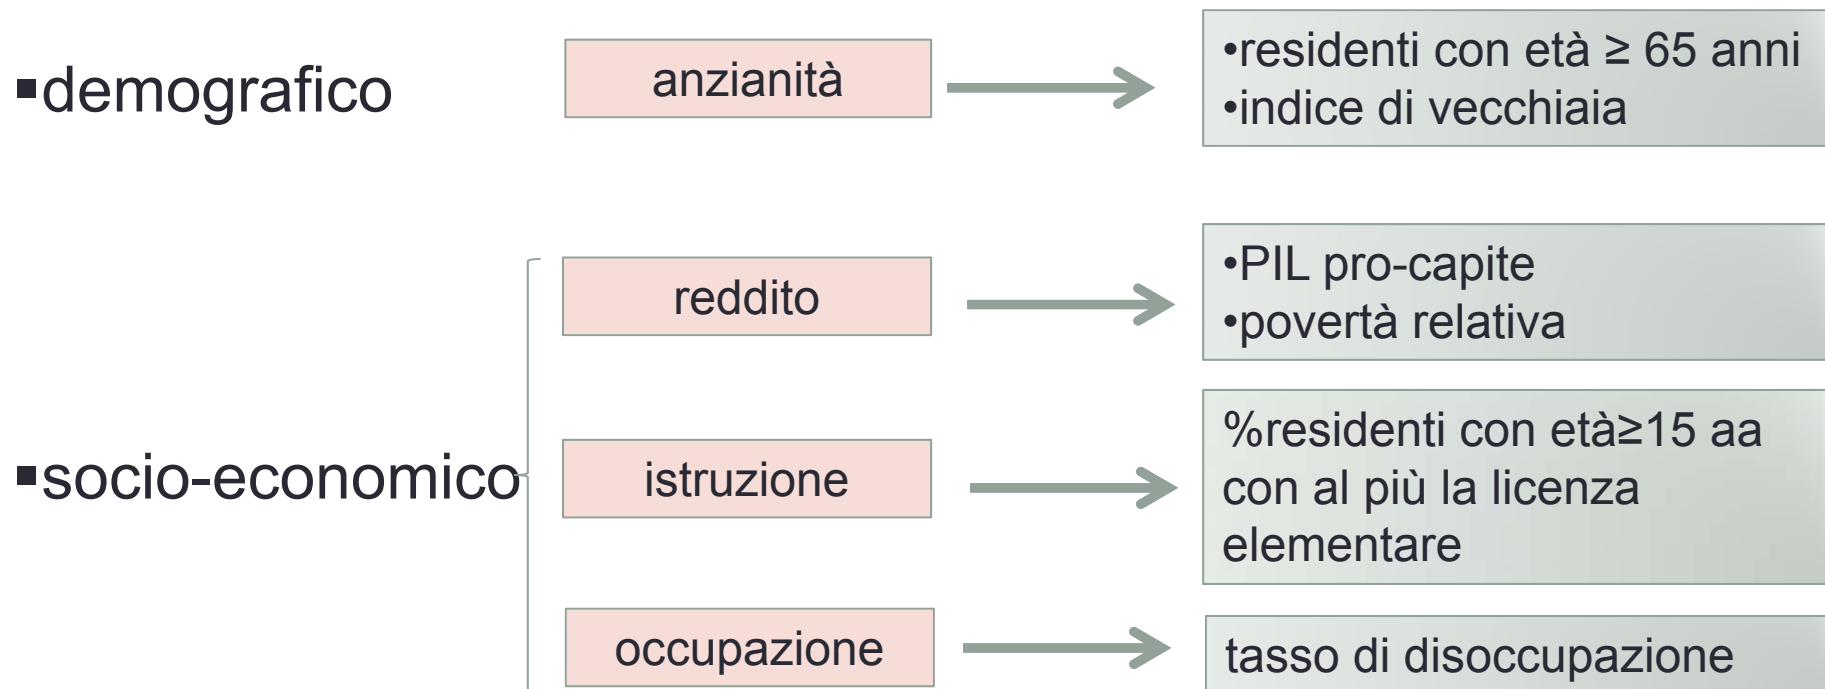 ▪demografico
anzianità
•residenti con età ≥ 65 anni
•indice di vecchiaia
▪socio-economico
reddito
•PIL pro-capite
•povertà relativa
istruzione
%residenti con età≥15 aa
con al più la licenza
elementare
occupazione
tasso di disoccupazione